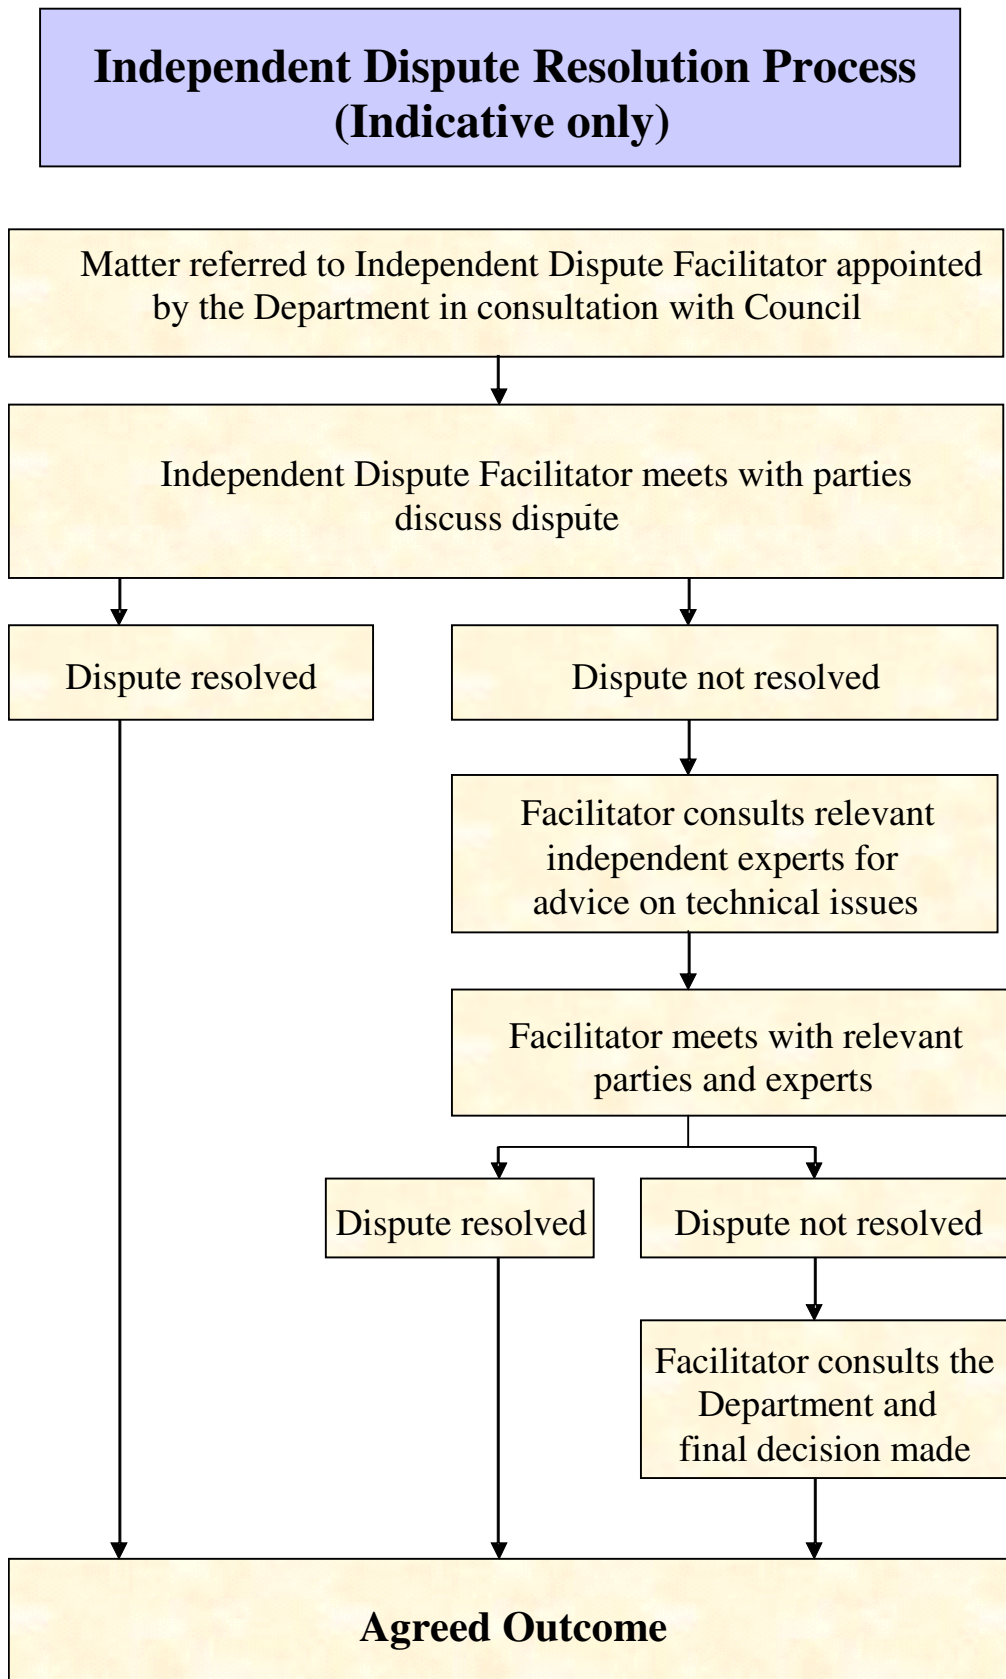 Independent Dispute Resolution Process
(Indicative only)
Matter referred to Independent Dispute Facilitator appointed
by the Department in consultation with Council
Independent Dispute Facilitator meets with parties
discuss dispute
Dispute resolved
Dispute not resolved
Facilitator consults relevant
independent experts for
advice on technical issues
Facilitator meets with relevant
parties and experts
Dispute resolved
Dispute not resolved
Facilitator consults the
Department and
final decision made
Agreed Outcome